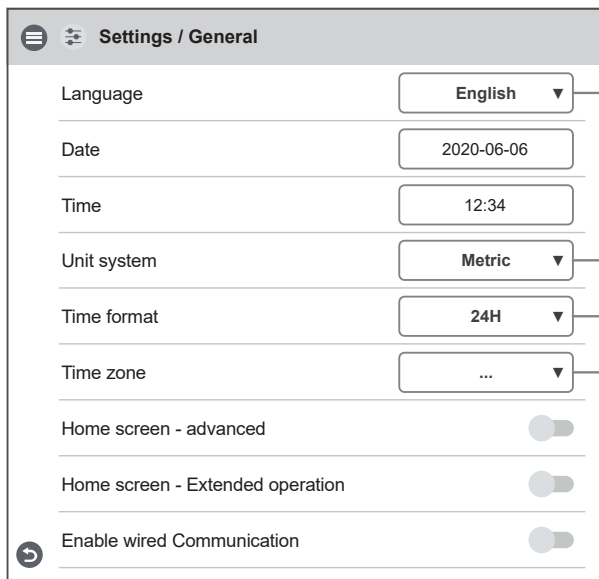 Settings / General
Language English ▼
Date 2020-06-06
Time 12:34
Unit system Metric ▼
Time format 24H ▼
Time zone ... ▼
Home screen - advanced
Home screen - Extended operation
Enable wired Communication